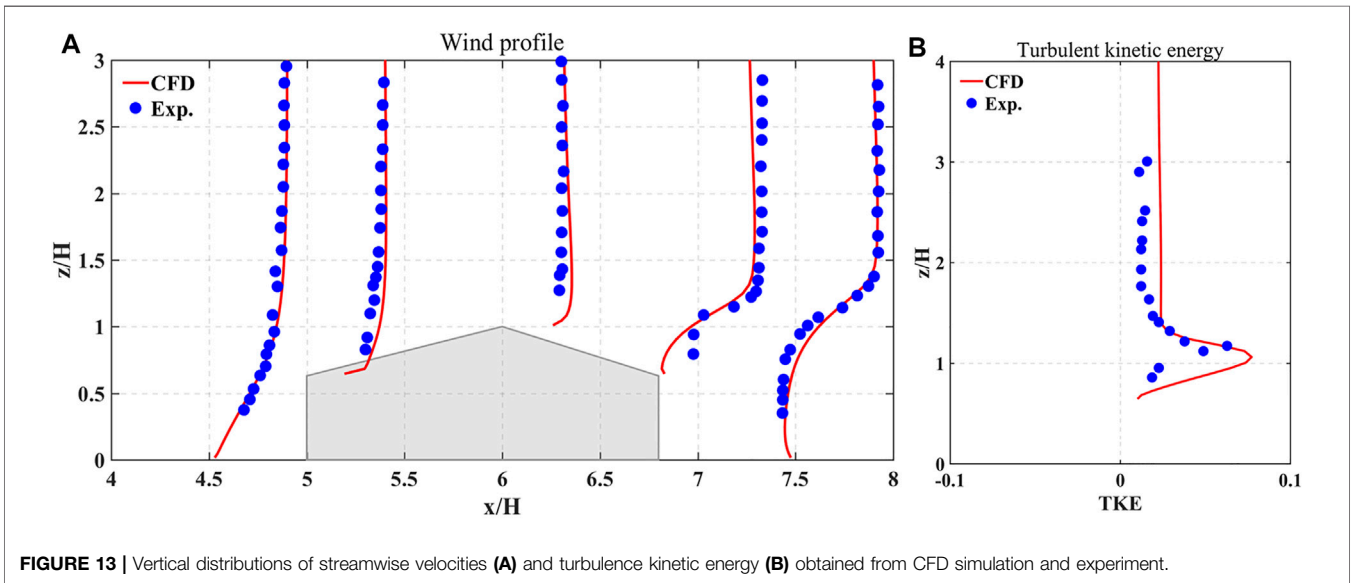 A
Wind profile
3
2.5
2
1.5
1
0.5
0
z/H
CFD
Exp.
4
4.5
5
5.5
6
6.5
7
7.5
8
x/H
B
Turbulent kinetic energy
4
3
2
1
0
z/H
CFD
Exp.
-0.1
0
0.1
TKE
FIGURE 13 | Vertical distributions of streamwise velocities (A) and turbulence kinetic energy (B) obtained from CFD simulation and experiment.